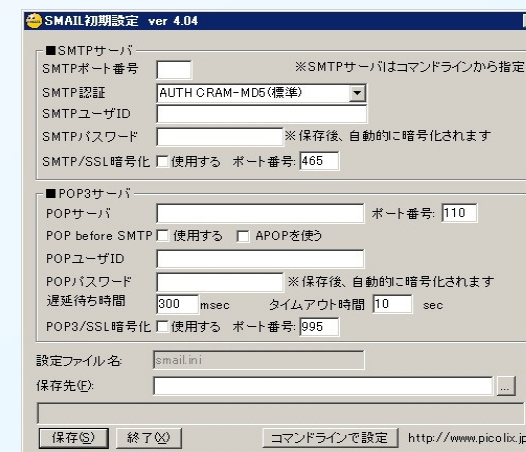 SMAIL初期設定 ver 4.04
■SMTPサーバ
SMTPポート番号 ※SMTPサーバはコマンドラインから指定
SMTP認証 AUTH CRAM-MD5(標準)
SMTPユーザID
SMTPパスワード ※保存後、自動的に暗号化されます
SMTP/SSL暗号化 使用する ポート番号: 465
■POP3サーバ
POPサーバ ポート番号: 110
POP before SMTP 使用する APOPを使う
POPユーザID
POPパスワード ※保存後、自動的に暗号化されます
遅延待ち時間 300 msec タイムアウト時間 10 sec
POP3/SSL暗号化 使用する ポート番号: 995
設定ファイル名: smail.ini
保存先(F): ...
保存(S) 終了(X) コマンドラインで設定 http://www.picolix.jp